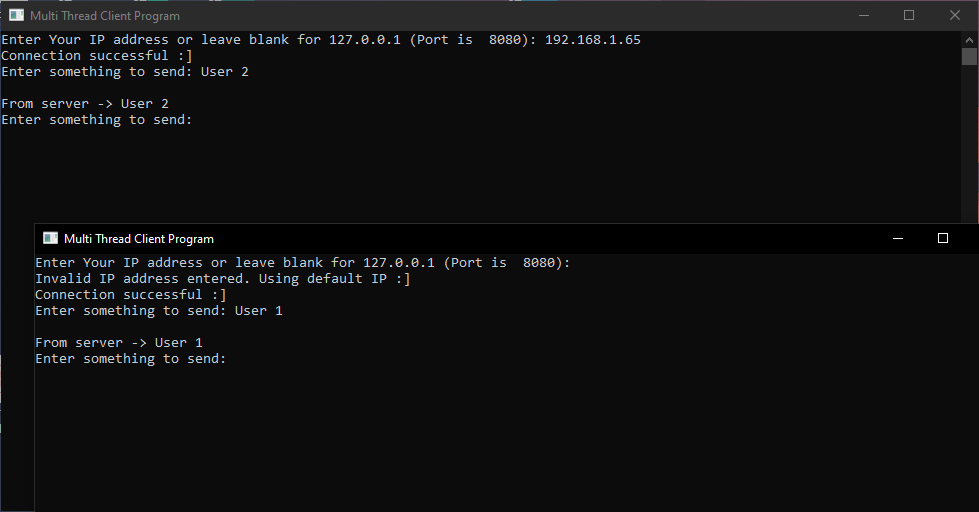 Multi Thread Client Program
Enter Your IP address or leave blank for 127.0.0.1 (Port is  8080): 192.168.1.65
Connection successful :]
Enter something to send: User 2
From server -> User 2
Enter something to send:
Multi Thread Client Program
Enter Your IP address or leave blank for 127.0.0.1 (Port is  8080):
Invalid IP address entered. Using default IP :]
Connection successful :]
Enter something to send: User 1
From server -> User 1
Enter something to send: